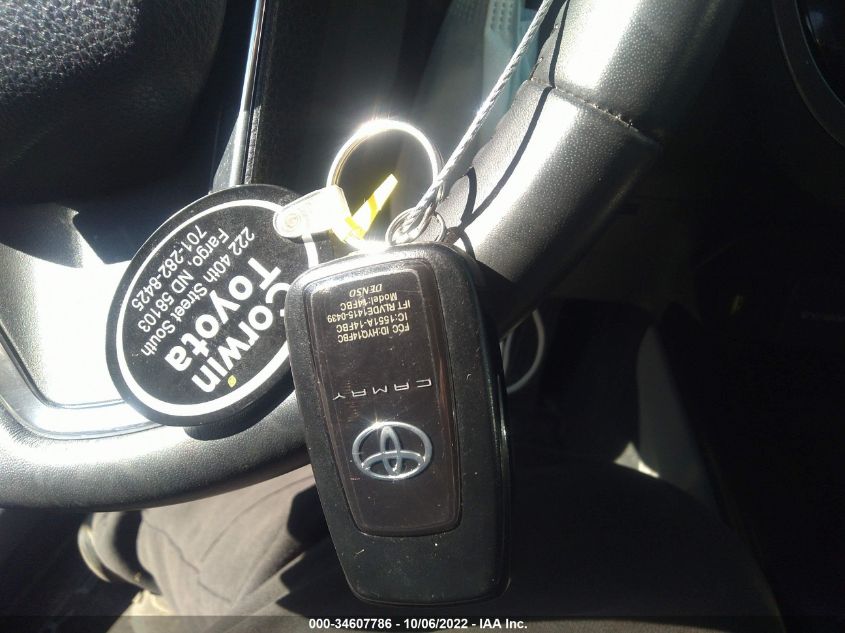 Corwin
Toyota
222 40th Street South
Fargo, ND 58103
701-282-8425
CAMRY
FCC ID:HYQ14FBC
IC:1551A-14FBC
IFT RLVDE1415-0439
Model:14FBC
DENSO
000-34607786 - 10/06/2022 - IAA Inc.